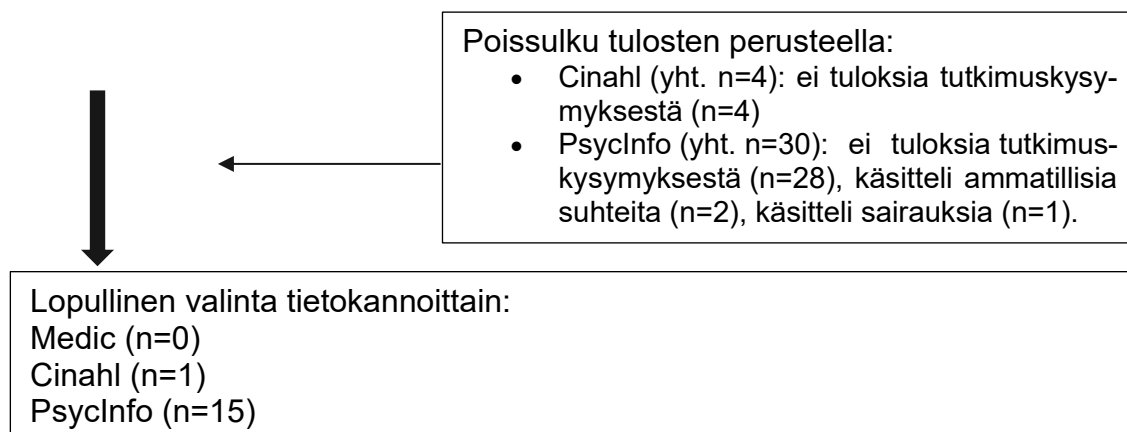 Poissulku tulosten perusteella:
• Cinahl (yht. n=4): ei tuloksia tutkimuskysy-
myksestä (n=4)
• PsycInfo (yht. n=30): ei tuloksia tutkimus-
kysymyksestä (n=28), käsitteli ammatillisia
suhteita (n=2), käsitteli sairauksia (n=1).
Lopullinen valinta tietokannoittain:
Medic (n=0)
Cinahl (n=1)
PsycInfo (n=15)